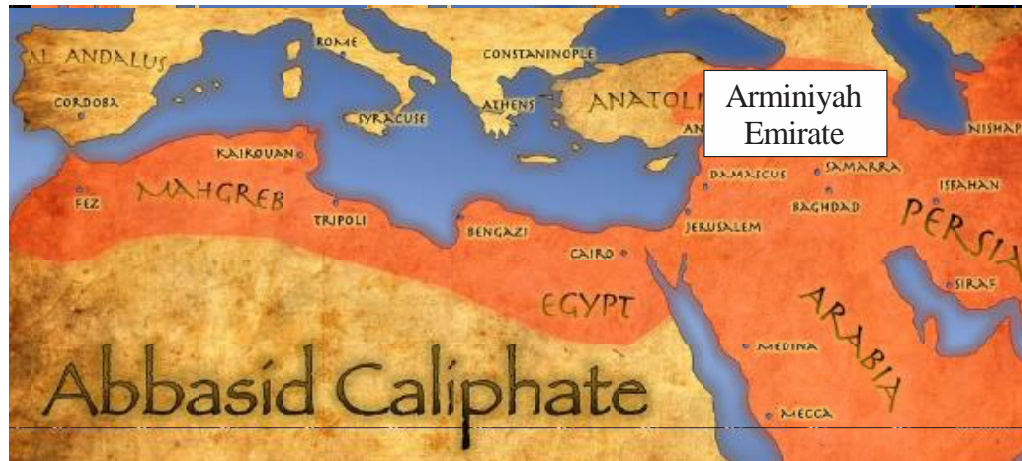 AL ANDALUS
ROME
CONSTANINOPLE
CORDOBA
SYRACUSE
ATHENS
ANATOLI
AN
Arminiyah
Emirate
NISHAP
KAIROUAN
MAHGREB
FEZ
TRIPOLI
BENGAZI
DAMASCUS
SAMARRA
BAGHDAD
ISFAHAN
JERUSALEM
CAIRO
PERSIA
SIRAF
EGYPT
ARABIA
MEDINA
MECCA
Abbasid Caliphate